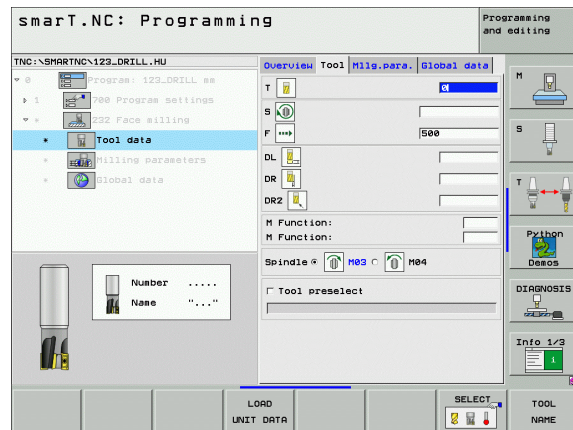 smarT.NC: Programming
Programming
and editing
TNC:\SMARTNC\123_DRILL.HU
0 Program: 123_DRILL mm
1 700 Program settings
232 Face milling
Tool data
Milling parameters
Global data
Overview Tool Mllg.para. Global data
T 0
S
F 500
DL
DR
DR2
M Function:
M Function:
Spindle M03 M04
Tool preselect
Number .....
Name "..."
M
S
T
Python
Demos
DIAGNOSIS
Info 1/3
LOAD
UNIT DATA
SELECT
TOOL
NAME